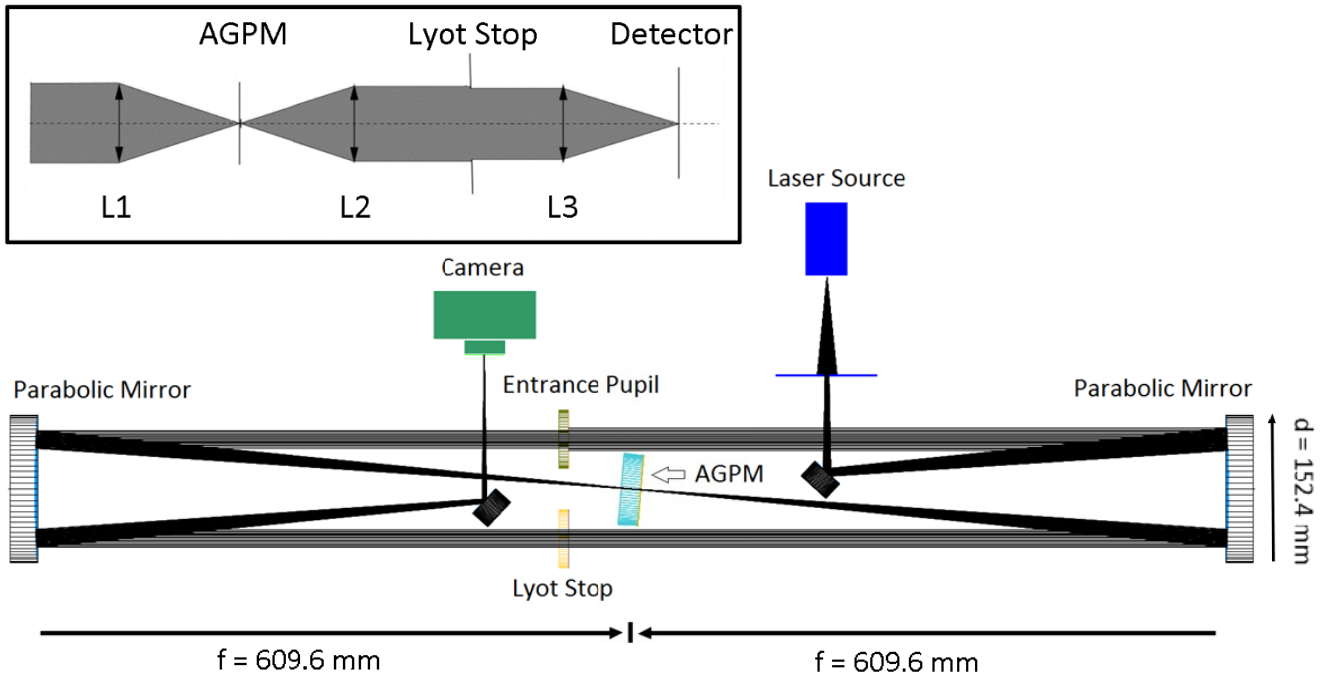 AGPM
Lyot Stop
Detector
L1
L2
L3
Laser Source
Camera
Parabolic Mirror
Entrance Pupil
Parabolic Mirror
AGPM
d = 152.4 mm
Lyot Stop
f = 609.6 mm
f = 609.6 mm